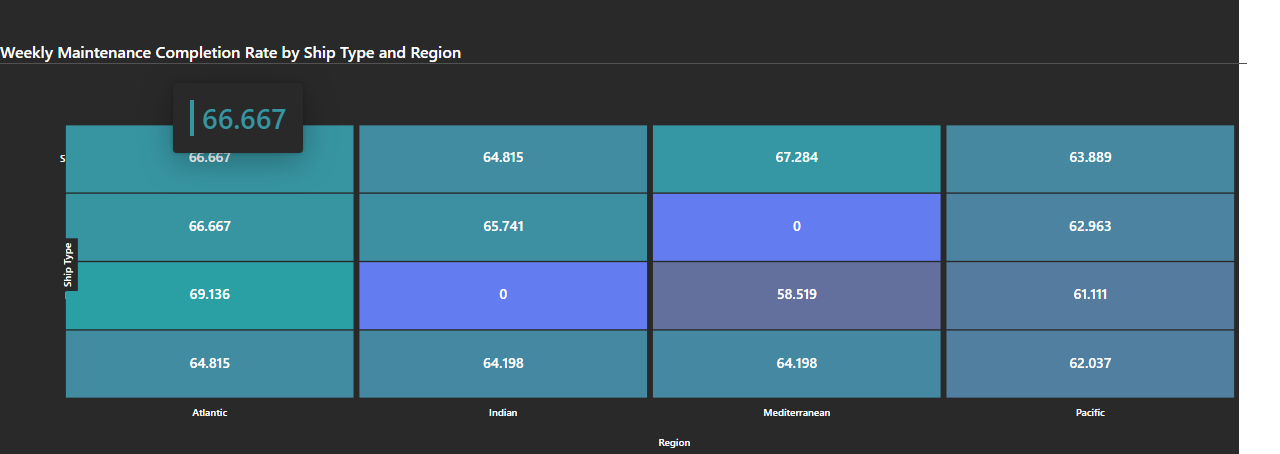 Weekly Maintenance Completion Rate by Ship Type and Region
66.667
S
66.667 64.815 67.284 63.889
66.667 65.741 0 62.963
Ship Type
69.136 0 58.519 61.111
64.815 64.198 64.198 62.037
Atlantic Indian Mediterranean Pacific
Region